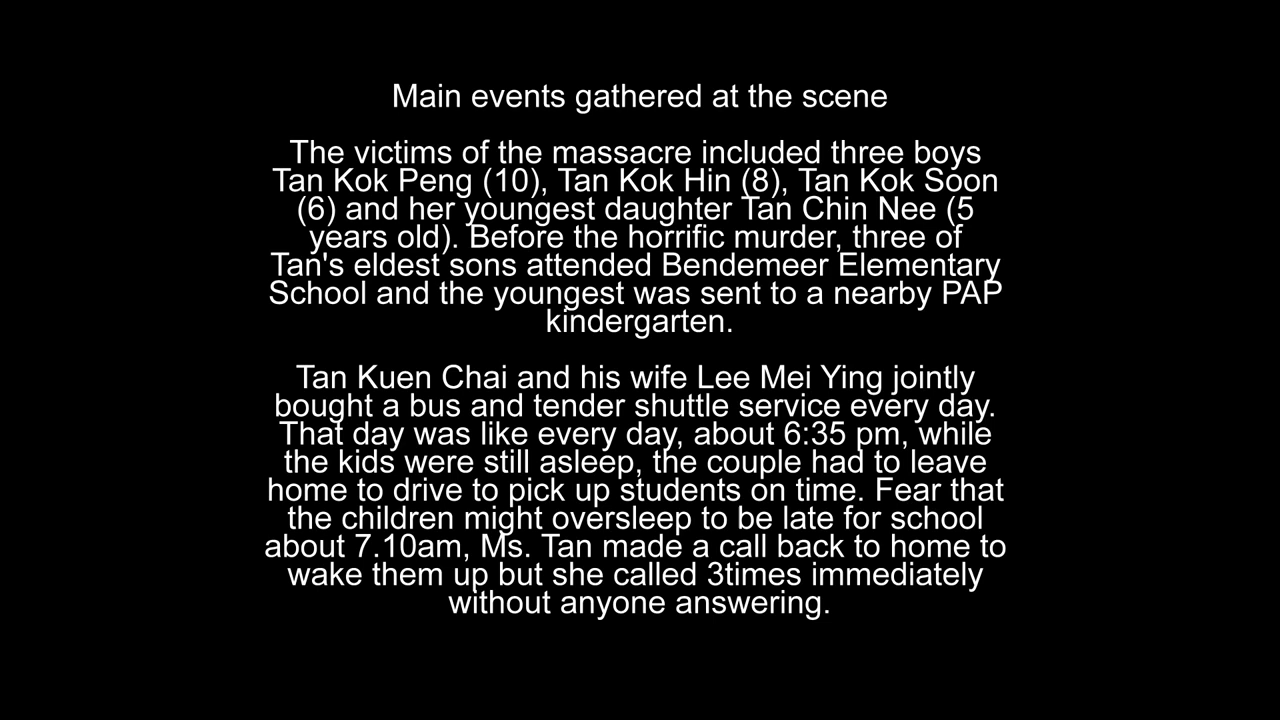 Main events gathered at the scene
The victims of the massacre included three boys
Tan Kok Peng (10), Tan Kok Hin (8), Tan Kok Soon
(6) and her youngest daughter Tan Chin Nee (5
years old). Before the horrific murder, three of
Tan's eldest sons attended Bendemeer Elementary
School and the youngest was sent to a nearby PAP
kindergarten.
Tan Kuen Chai and his wife Lee Mei Ying jointly
bought a bus and tender shuttle service every day.
That day was like every day, about 6:35 pm, while
the kids were still asleep, the couple had to leave
home to drive to pick up students on time. Fear that
the children might oversleep to be late for school
about 7.10am, Ms. Tan made a call back to home to
wake them up but she called 3times immediately
without anyone answering.